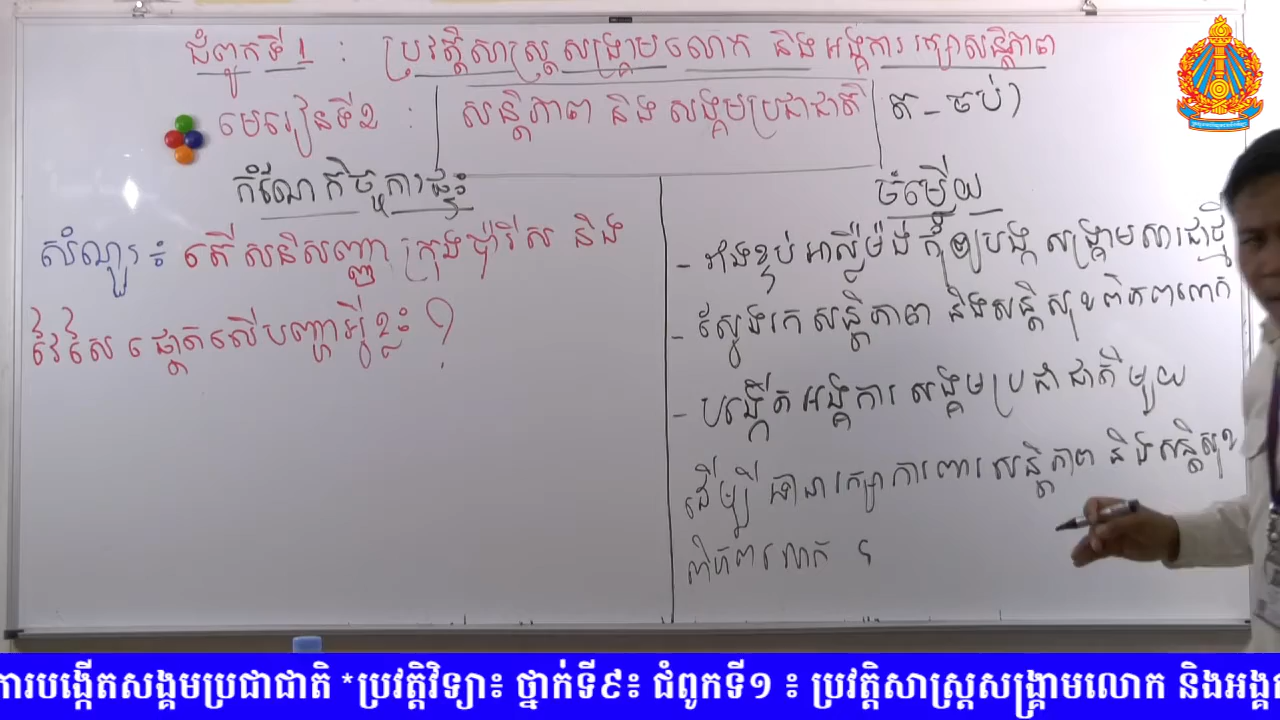 ជំពូកទី1 : ប្រវត្តិសាស្ត្រសង្គ្រាមលោក និងអង្គការរក្សាសន្តិភាព
មេរៀនទី២ : សន្តិភាព និង សង្គមប្រជាជាតិ (ត-ចប់)
កំណែកិច្ចការផ្ទះ
សំណួរ៖ តើសនិសញ្ញា ក្រុងប៉ារីស និង
វៃសៃ ផ្តោតលើបញ្ហាអ្វីខ្លះ ?
ចំម្លើយ
- រាំងខ្ទប់ អាល្លឺម៉ង់ កុំឲ្យបង្ក សង្គ្រាមសារជាថ្មី
- ស្វែងរក សន្តិភាព និងសន្តិសុខពិភពលោក
- បង្កើត អង្គការ សង្គមប្រជាជាតិមួយ
ដើម្បី ធានារក្សាការពារ សន្តិភាព និងសន្តិសុខ
ពិភពលោក ។
ការបង្កើតសង្គមប្រជាជាតិ *ប្រវត្តិវិទ្យា៖ ថ្នាក់ទី៩៖ ជំពូកទី១ ៖ ប្រវត្តិសាស្ត្រសង្គ្រាមលោក និងអង្គ